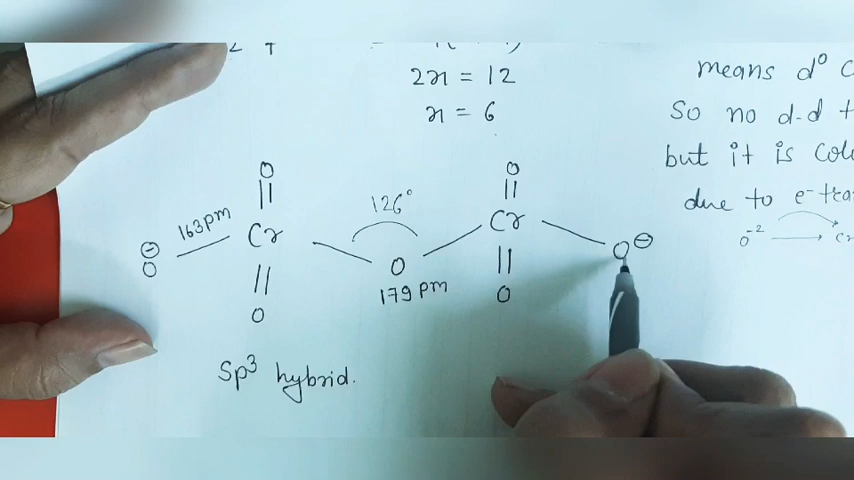 2x = 12
x = 6
means d⁰
So no d-d
but it is
due to e⁻
O⁻² → Cr
O O
|| ||
126°
163pm
⊖ O — Cr — O — Cr — O ⊖
179 pm
|| ||
O O
Sp³ hybrid.